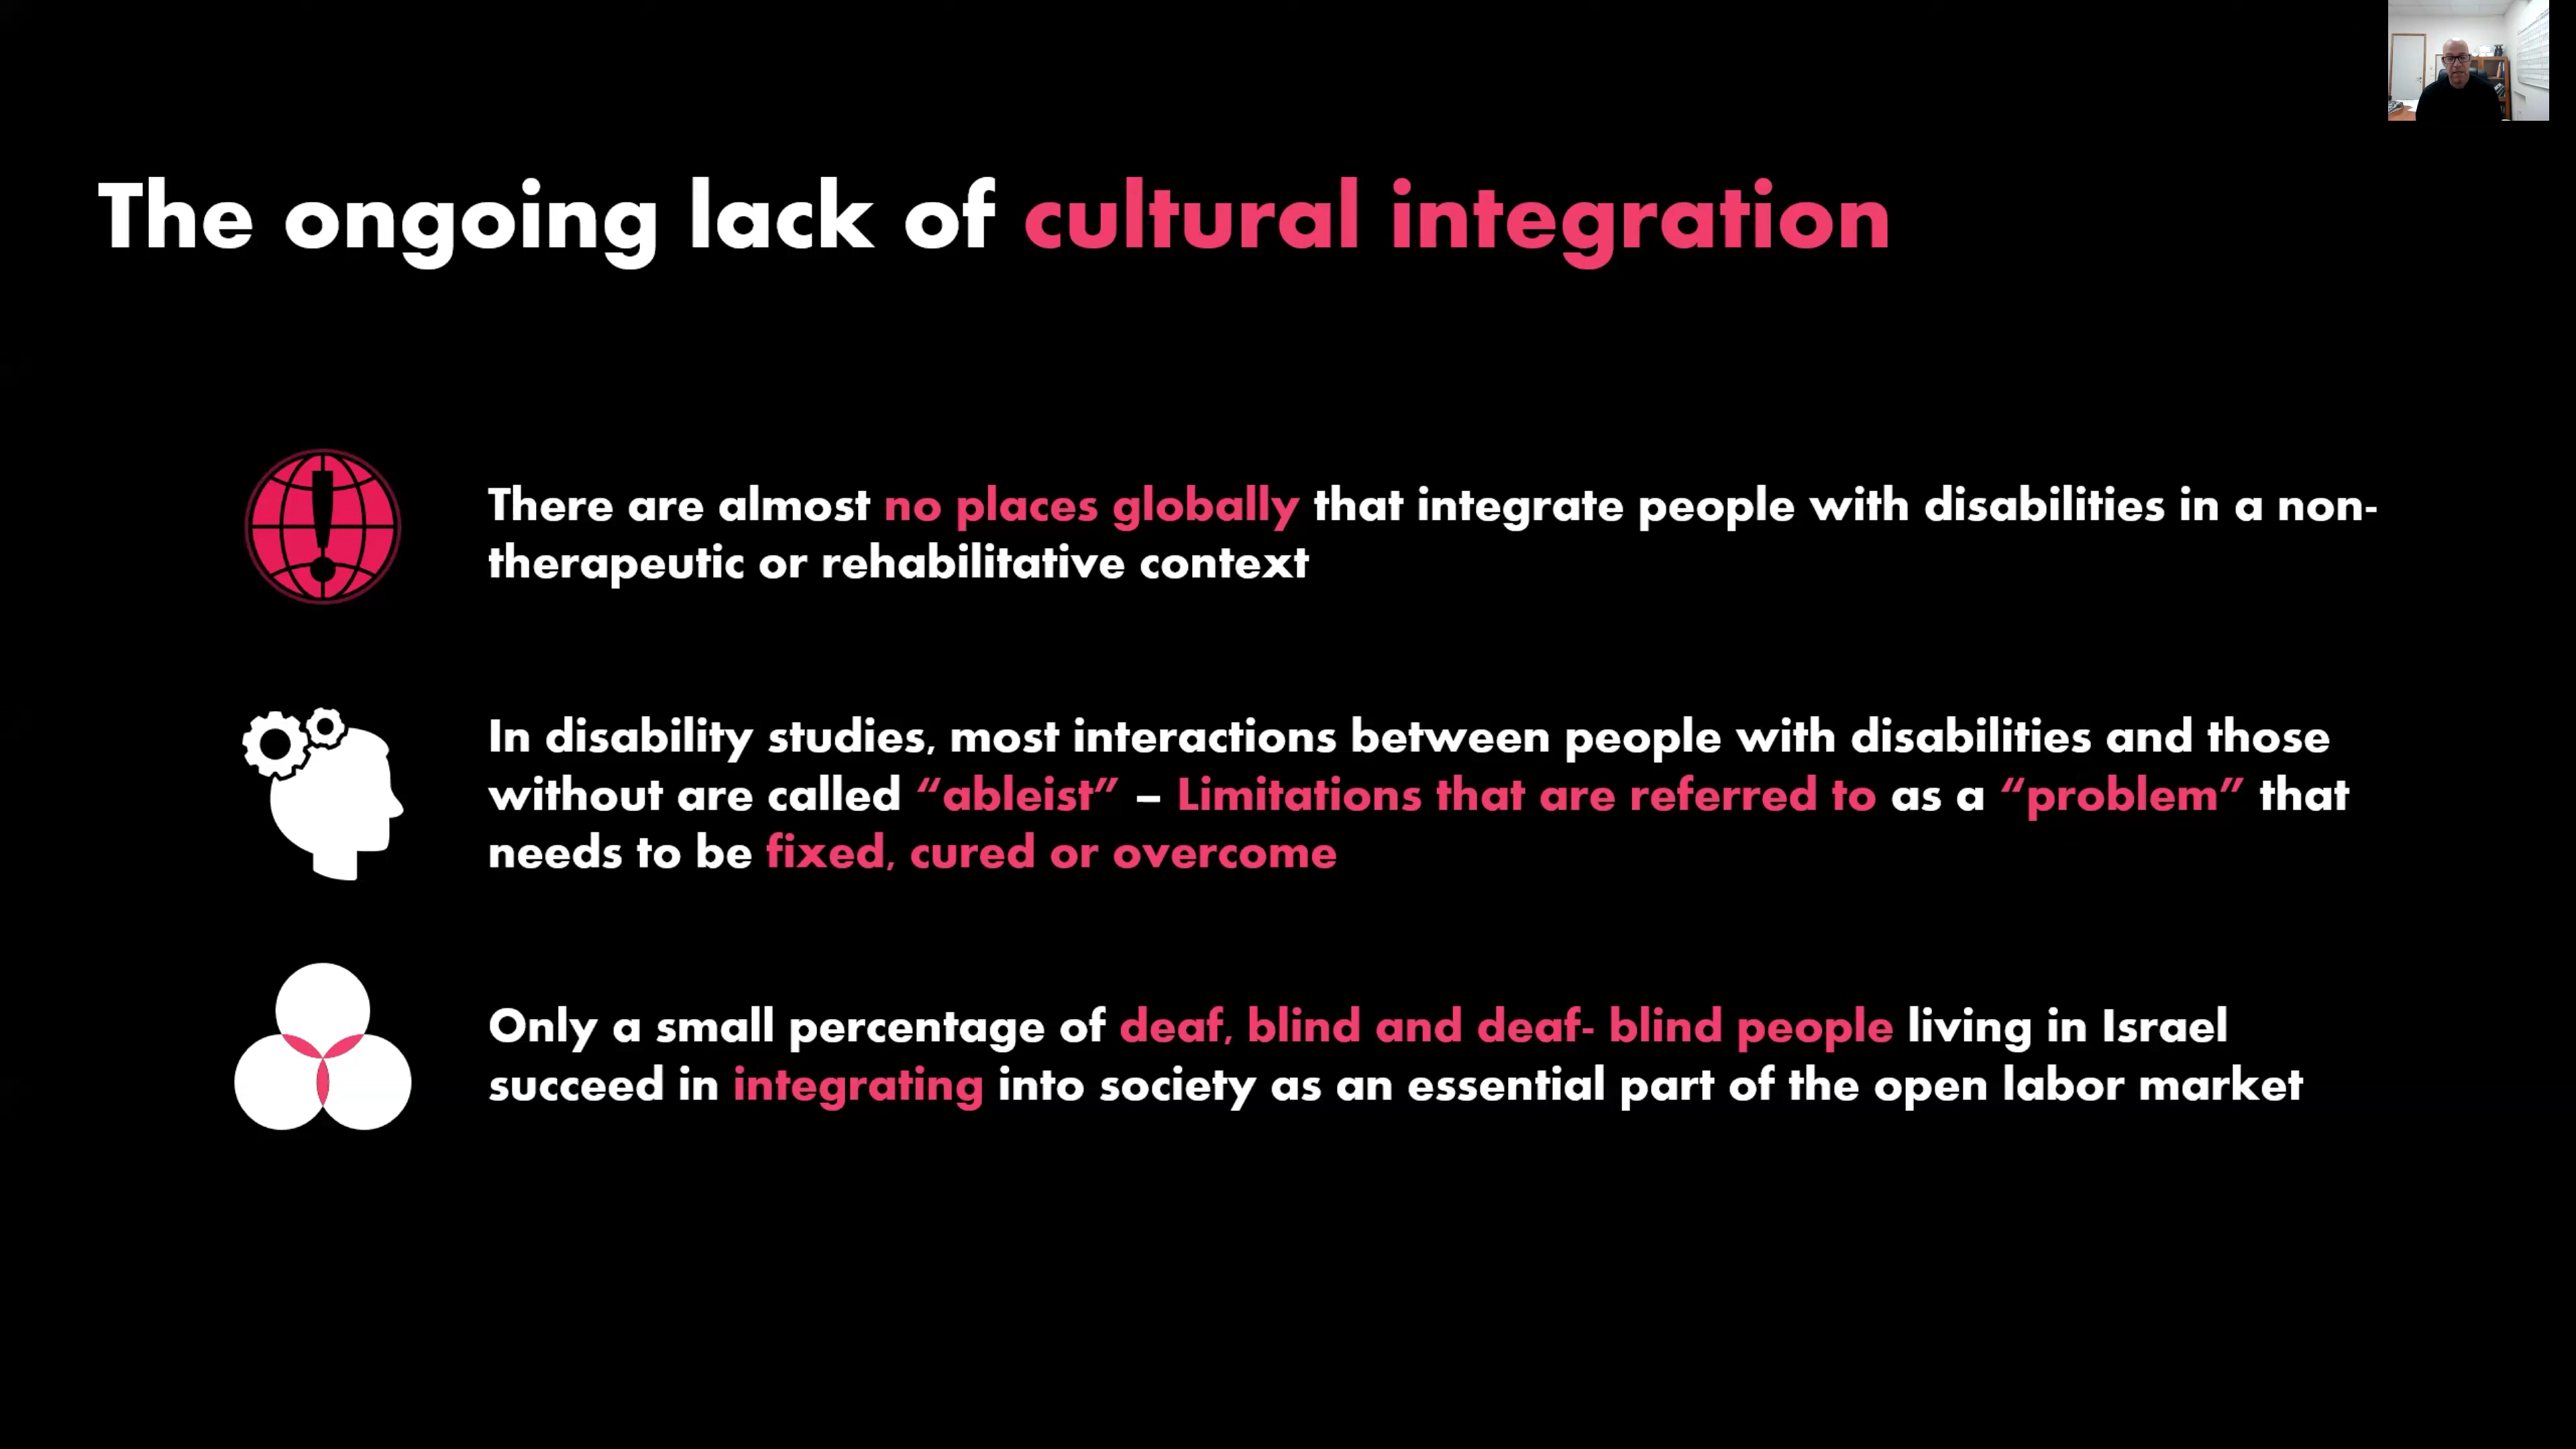 The ongoing lack of cultural integration
There are almost no places globally that integrate people with disabilities in a non-
therapeutic or rehabilitative context
In disability studies, most interactions between people with disabilities and those
without are called “ableist” – Limitations that are referred to as a “problem” that
needs to be fixed, cured or overcome
Only a small percentage of deaf, blind and deaf- blind people living in Israel
succeed in integrating into society as an essential part of the open labor market